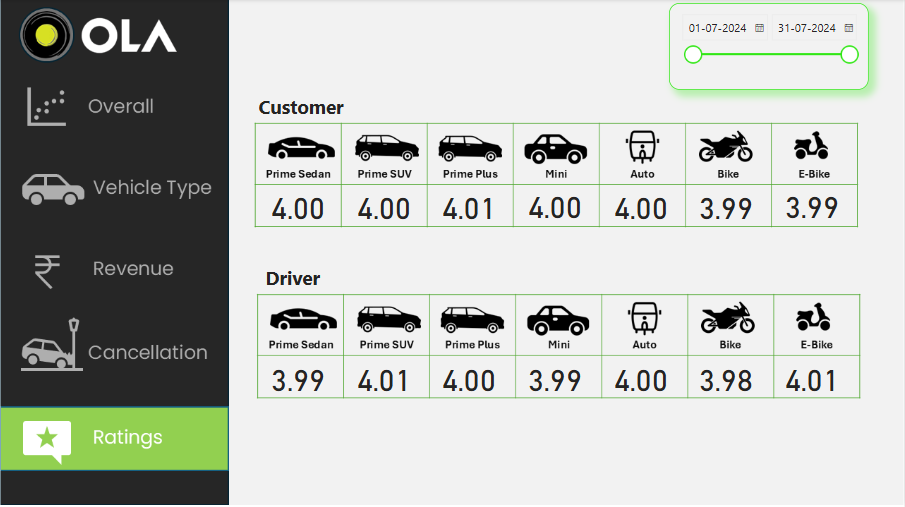 OLA
Overall
Vehicle Type
Revenue
Cancellation
Ratings
01-07-2024 31-07-2024
Customer
Prime Sedan Prime SUV Prime Plus Mini Auto Bike E-Bike
4.00 4.00 4.01 4.00 4.00 3.99 3.99
Driver
Prime Sedan Prime SUV Prime Plus Mini Auto Bike E-Bike
3.99 4.01 4.00 3.99 4.00 3.98 4.01